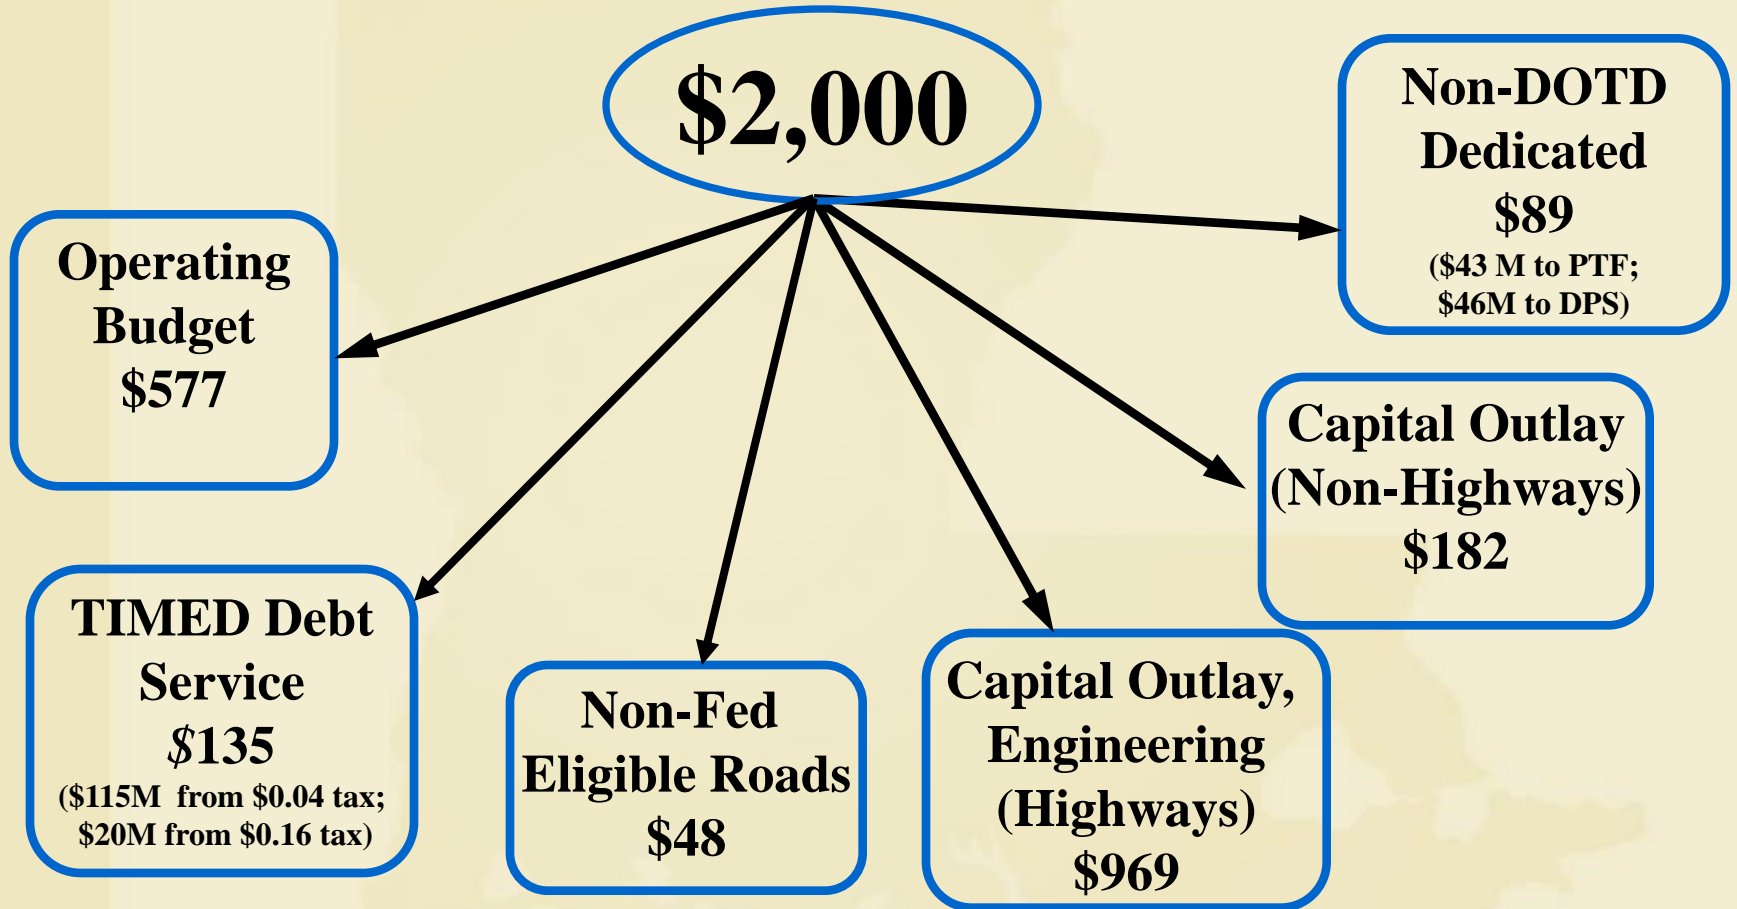 $2,000
Non-DOTD
Dedicated
$89
($43 M to PTF;
$46M to DPS)
Operating
Budget
$577
Capital Outlay
(Non-Highways)
$182
TIMED Debt
Service
$135
($115M from $0.04 tax;
$20M from $0.16 tax)
Non-Fed
Eligible Roads
$48
Capital Outlay,
Engineering
(Highways)
$969